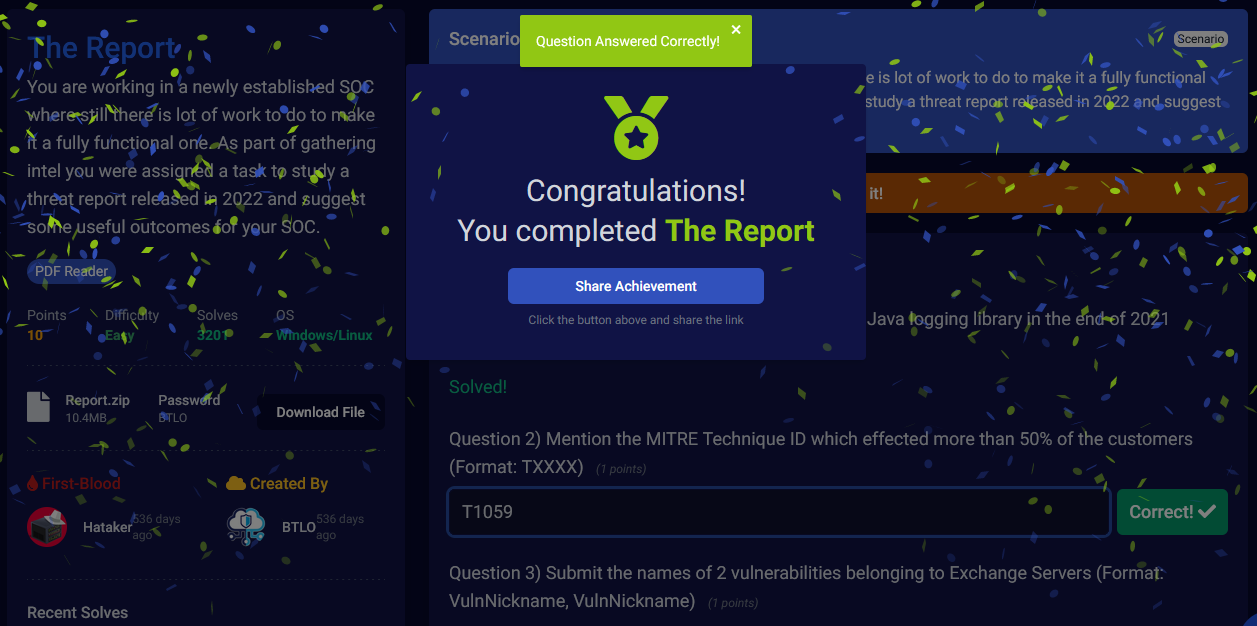 The Report
You are working in a newly established SOC
where still there is lot of work to do to make
it a fully functional one. As part of gathering
intel you were assigned a task to study a
threat report released in 2022 and suggest
some useful outcomes for your SOC.
PDF Reader
Points Difficulty Solves OS
10 Easy 3201 Windows/Linux
Report.zip Password
10.4MB BTLO
Download File
First-Blood Created By
Hataker 536 days
ago
BTLO 536 days
ago
Recent Solves
Question Answered Correctly! ×
Scenario
Scenario
e is lot of work to do to make it a fully functional
study a threat report released in 2022 and suggest
it!
Congratulations!
You completed The Report
Share Achievement
Click the button above and share the link
Java logging library in the end of 2021
Solved!
Question 2) Mention the MITRE Technique ID which effected more than 50% of the customers
(Format: TXXXX) (1 points)
T1059
Correct!
Question 3) Submit the names of 2 vulnerabilities belonging to Exchange Servers (Format:
VulnNickname, VulnNickname) (1 points)